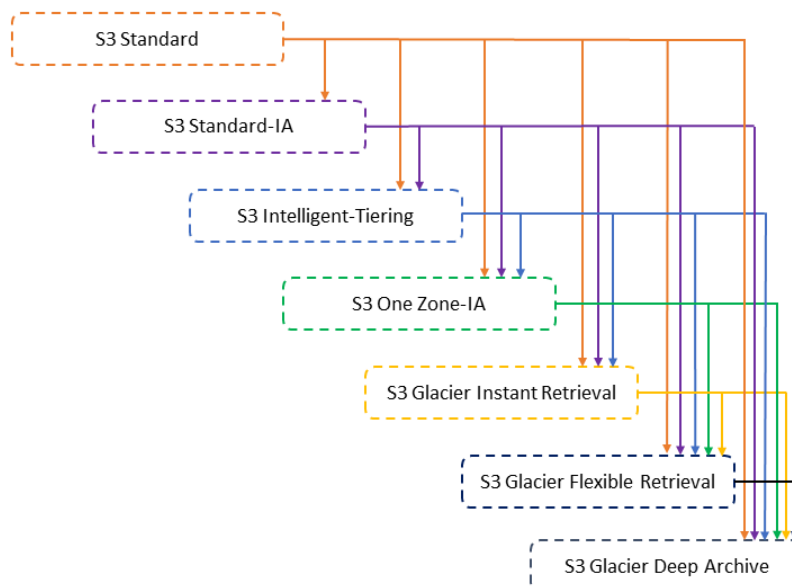 S3 Standard
S3 Standard-IA
S3 Intelligent-Tiering
S3 One Zone-IA
S3 Glacier Instant Retrieval
S3 Glacier Flexible Retrieval
S3 Glacier Deep Archive